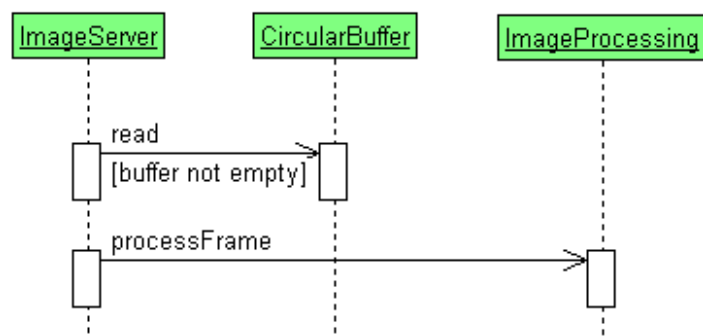 ImageServer
CircularBuffer
ImageProcessing
read
[buffer not empty]
processFrame